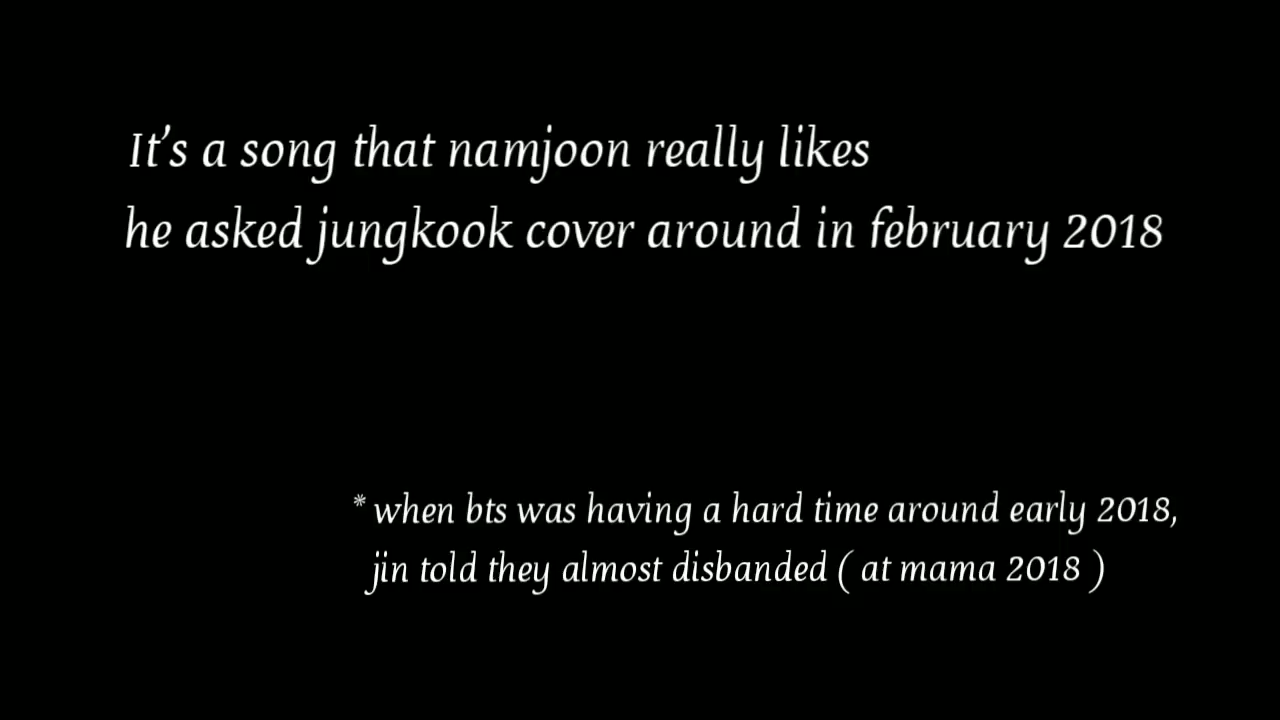 It's a song that namjoon really likes
he asked jungkook cover around in february 2018
* when bts was having a hard time around early 2018,
jin told they almost disbanded ( at mama 2018 )